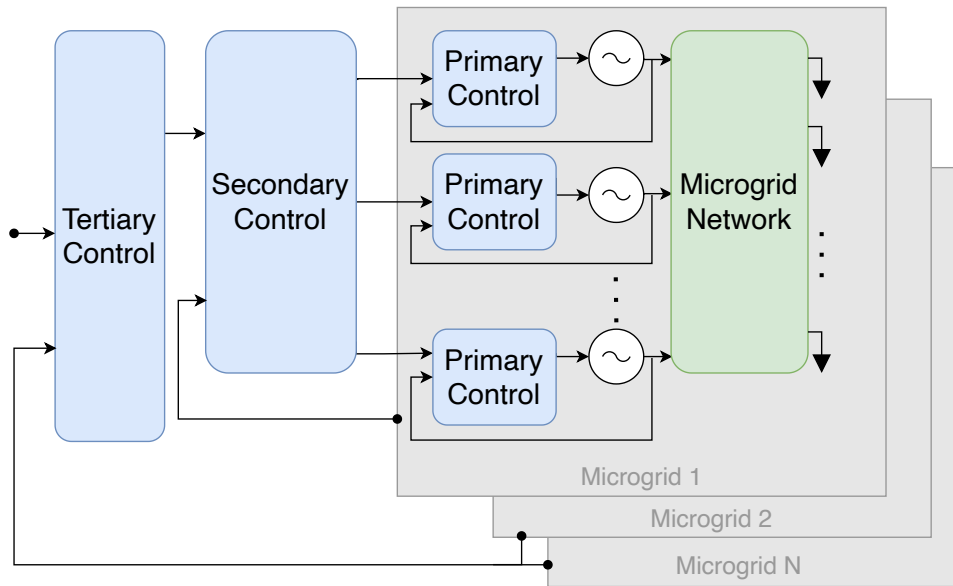 Tertiary
Control
Secondary
Control
Primary
Control
Primary
Control
Primary
Control
Microgrid
Network
Microgrid 1
Microgrid 2
Microgrid N